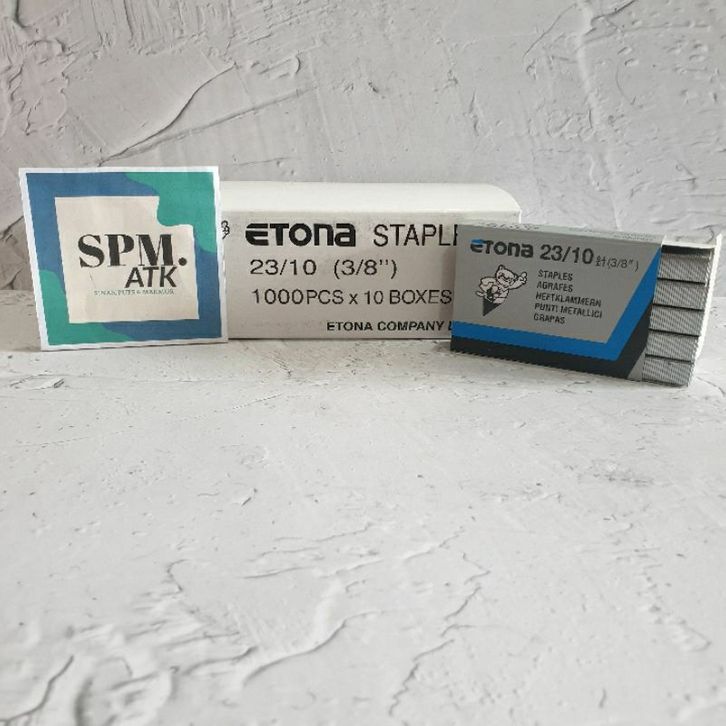 SPM.
ATK
ETONA STAPLE
23/10 (3/8")
1000PCS x 10 BOXES
ETONA COMPANY
ETONA 23/10 (3/8")
STAPLES
AGRAFES
HEFTKLAMMERN
PUNTI METALLICI
GRAPAS